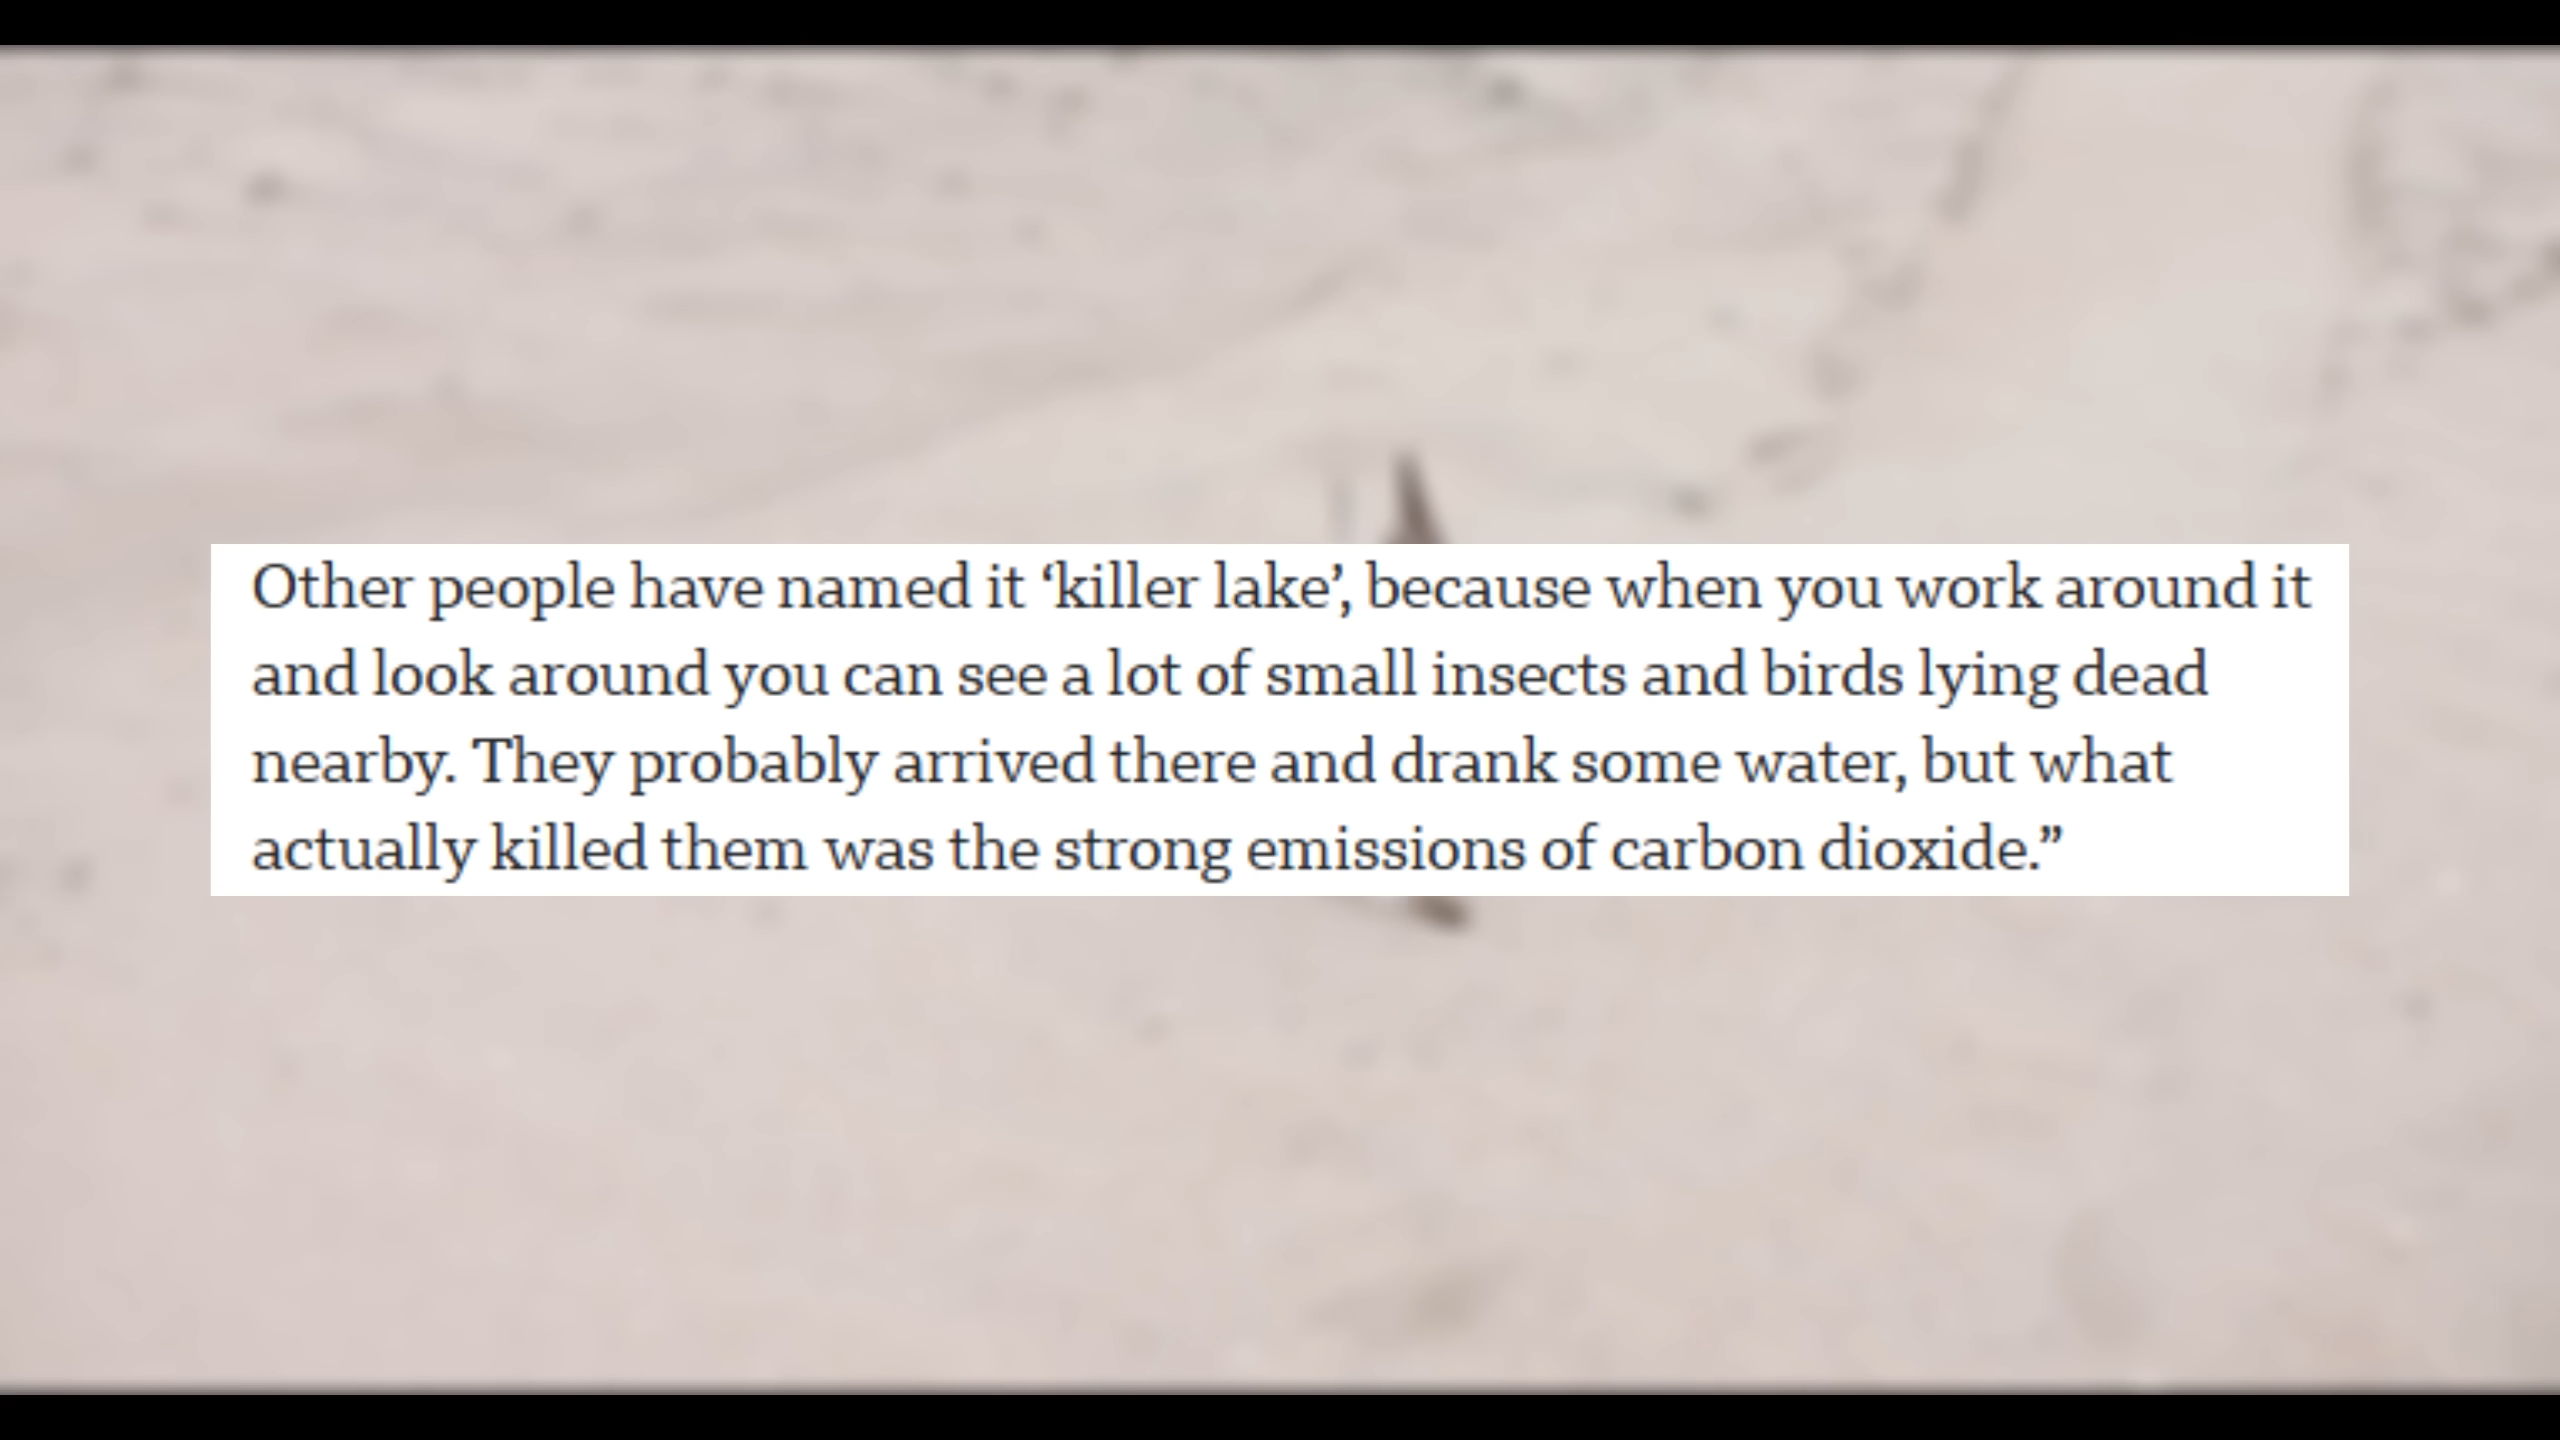 Other people have named it ‘killer lake’, because when you work around it
and look around you can see a lot of small insects and birds lying dead
nearby. They probably arrived there and drank some water, but what
actually killed them was the strong emissions of carbon dioxide.”